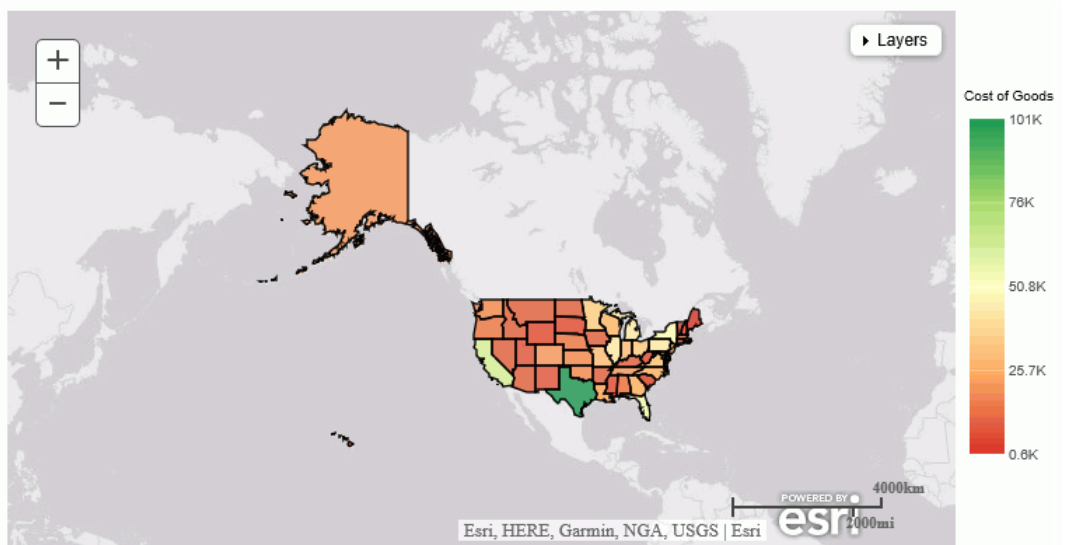 +
Layers
−
Cost of Goods
101K
76K
50.8K
25.7K
0.6K
4000km
POWERED BY
esri
2000mi
Esri, HERE, Garmin, NGA, USGS | Esri